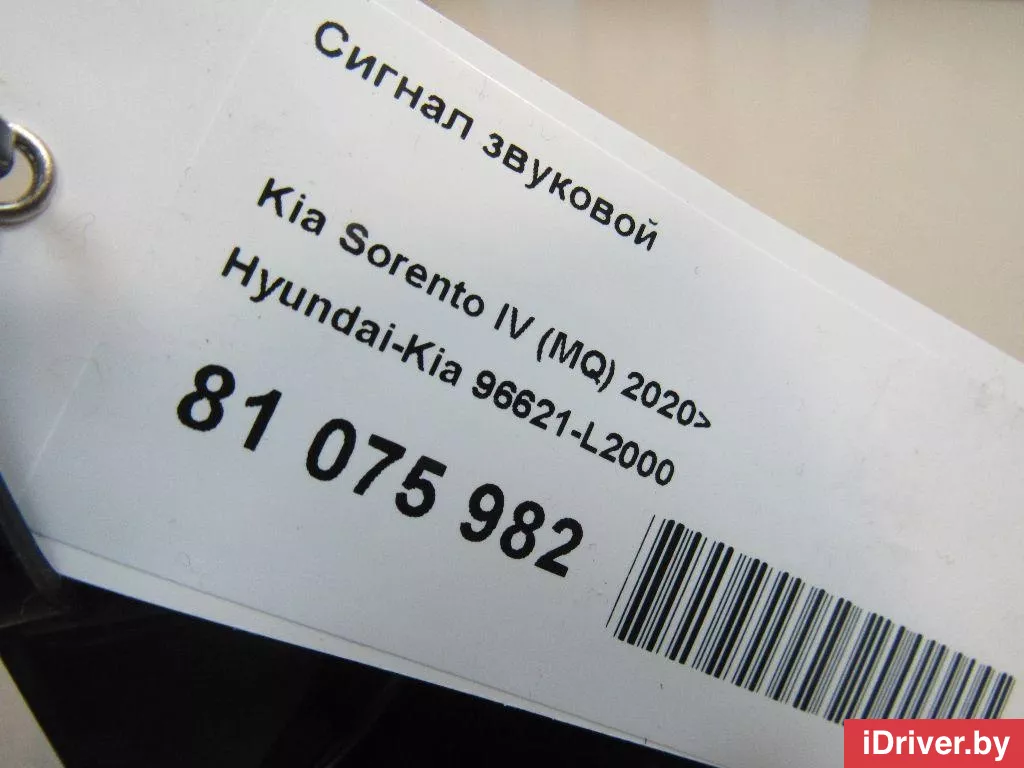 Сигнал звуковой
Kia Sorento IV (MQ) 2020>
Hyundai-Kia 96621-L2000
81 075 982
iDriver.by